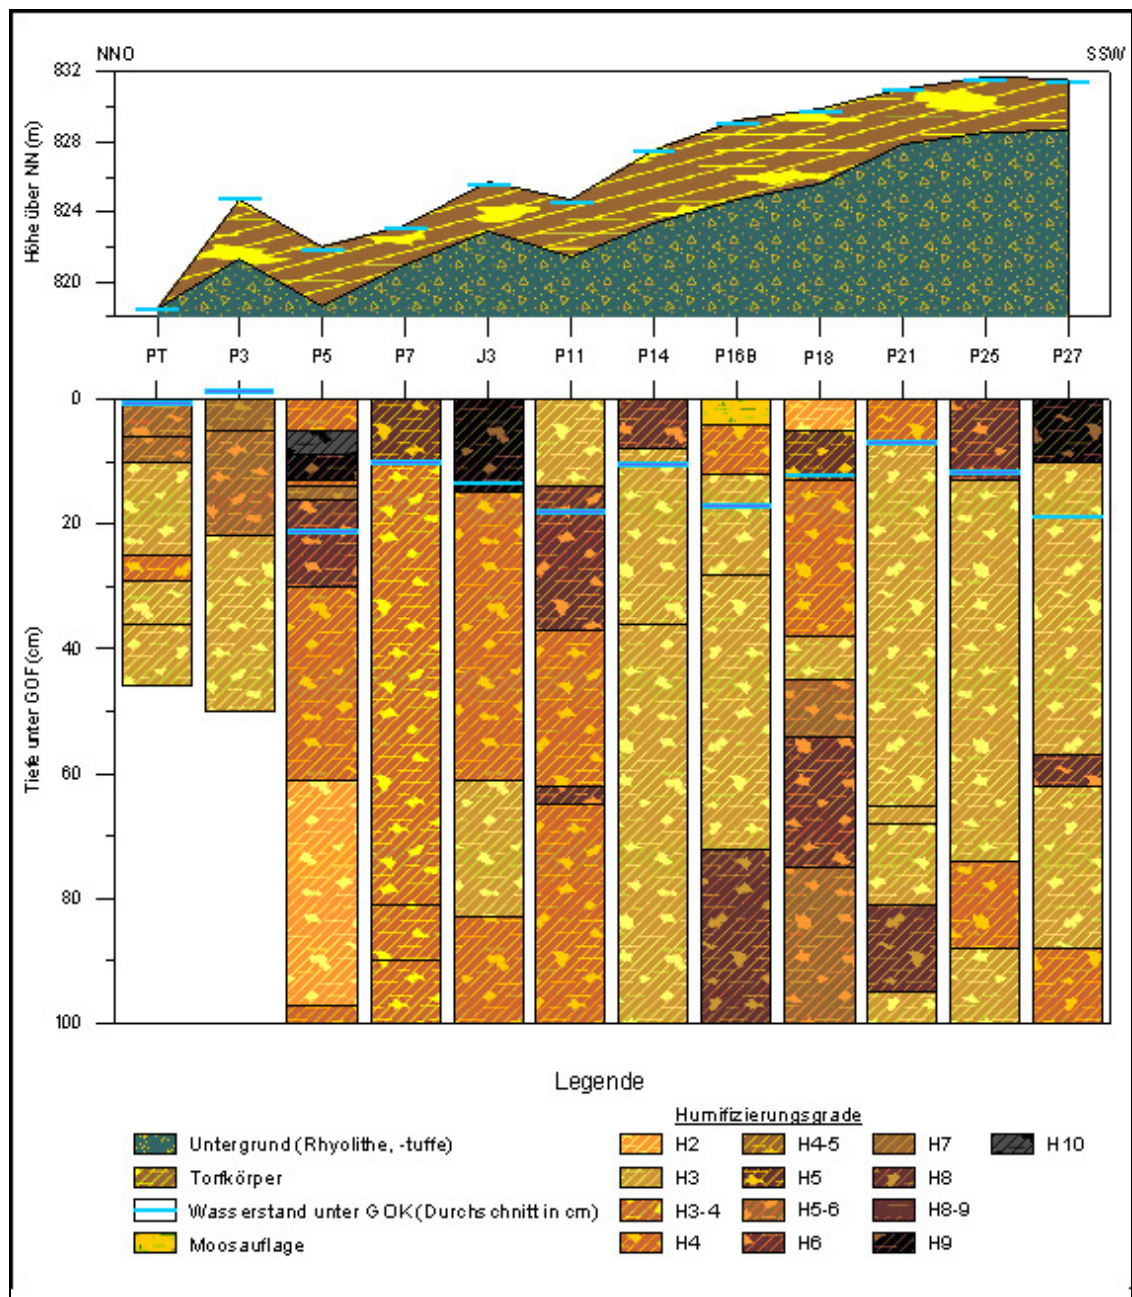 NNO SSW
832
828
824
820
Höhe über NN (m)
PT P3 P5 P7 J3 P11 P14 P16B P18 P21 P25 P27
0
20
40
60
80
100
Tiefe unter GOF (cm)
Legende
Humifizierungsgrade
Untergrund (Rhyolithe, -tuffe) H2 H4-5 H7 H10
Torfkörper H3 H5 H8
Wasserstand unter GOK (Durchschnitt in cm) H3-4 H5-6 H8-9
Moosauflage H4 H6 H9